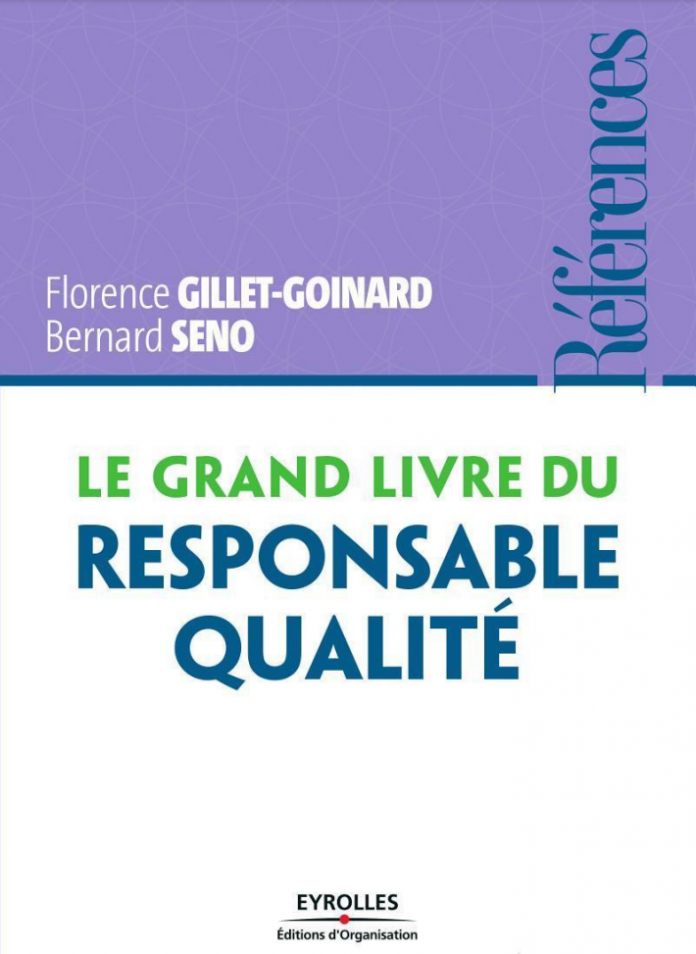 Références
Florence GILLET-GOINARD
Bernard SENO
LE GRAND LIVRE DU
RESPONSABLE
QUALITÉ
EYROLLES
Éditions d'Organisation